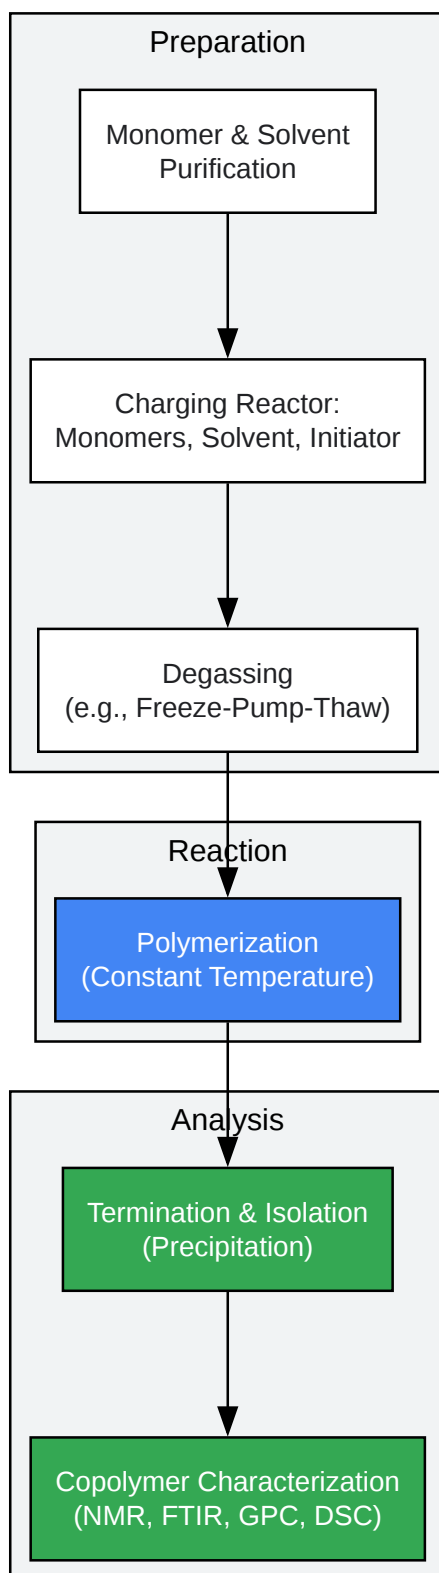 Preparation
Monomer & Solvent
Purification
Charging Reactor:
Monomers, Solvent, Initiator
Degassing
(e.g., Freeze-Pump-Thaw)
Reaction
Polymerization
(Constant Temperature)
Analysis
Termination & Isolation
(Precipitation)
Copolymer Characterization
(NMR, FTIR, GPC, DSC)